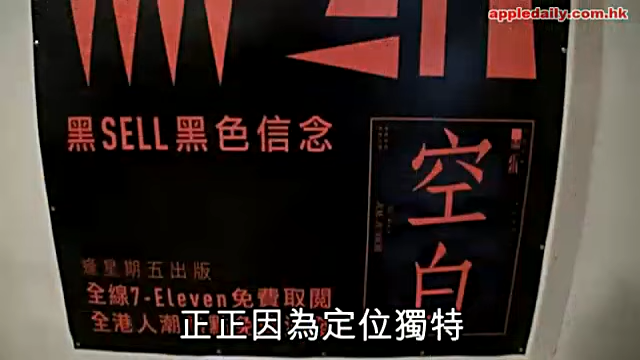 appledaily.com.hk
黑SELL黑色信念
空白
逢星期五出版
全線7-Eleven免費取閱
全港人潮
正正因為定位獨特